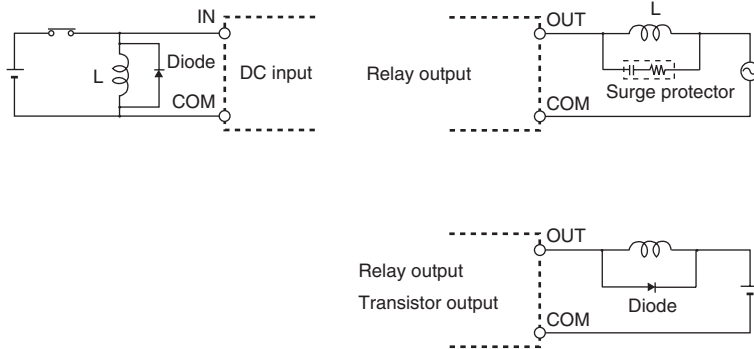 IN
L
Diode
COM
DC input
Relay output
OUT
L
Surge protector
COM
Relay output
Transistor output
OUT
Diode
COM